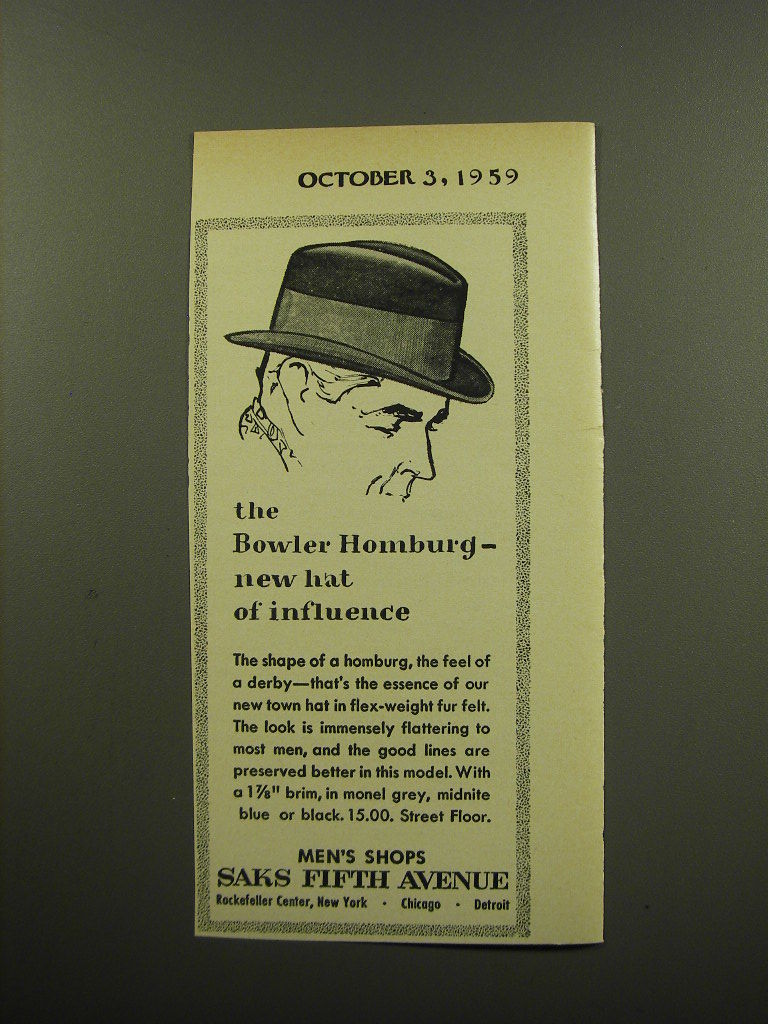 OCTOBER 3, 1959
the
Bowler Homburg–
new hat
of influence
The shape of a homburg, the feel of
a derby—that's the essence of our
new town hat in flex-weight fur felt.
The look is immensely flattering to
most men, and the good lines are
preserved better in this model. With
a 1⅞" brim, in monel grey, midnite
blue or black. 15.00. Street Floor.
MEN'S SHOPS
SAKS FIFTH AVENUE
Rockefeller Center, New York · Chicago · Detroit